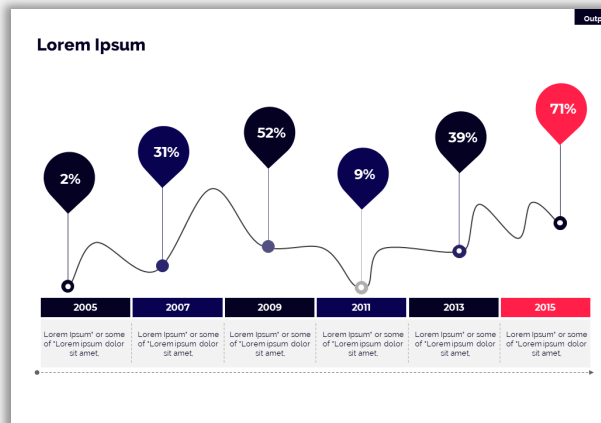 Outp
Lorem Ipsum
2%
31%
52%
9%
39%
71%
2005
2007
2009
2011
2013
2015
Lorem Ipsum" or some
of "Lorem ipsum dolor
sit amet,
Lorem Ipsum" or some
of "Lorem ipsum dolor
sit amet,
Lorem Ipsum" or some
of "Lorem ipsum dolor
sit amet,
Lorem Ipsum" or some
of "Lorem ipsum dolor
sit amet,
Lorem Ipsum" or some
of "Lorem ipsum dolor
sit amet,
Lorem Ipsum" or some
of "Lorem ipsum dolor
sit amet,